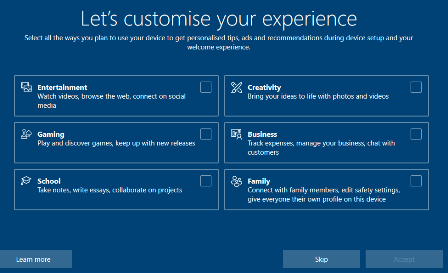 Let's customise your experience
Select all the ways you plan to use your device to get personalised tips, ads and recommendations during device setup and your
welcome experience.
Entertainment
Watch videos, browse the web, connect on social
media
Creativity
Bring your ideas to life with photos and videos
Gaming
Play and discover games, keep up with new releases
Business
Track expenses, manage your business, chat with
customers
School
Take notes, write essays, collaborate on projects
Family
Connect with family members, edit safety settings,
give everyone their own profile on this device
Learn more
Skip
Accept